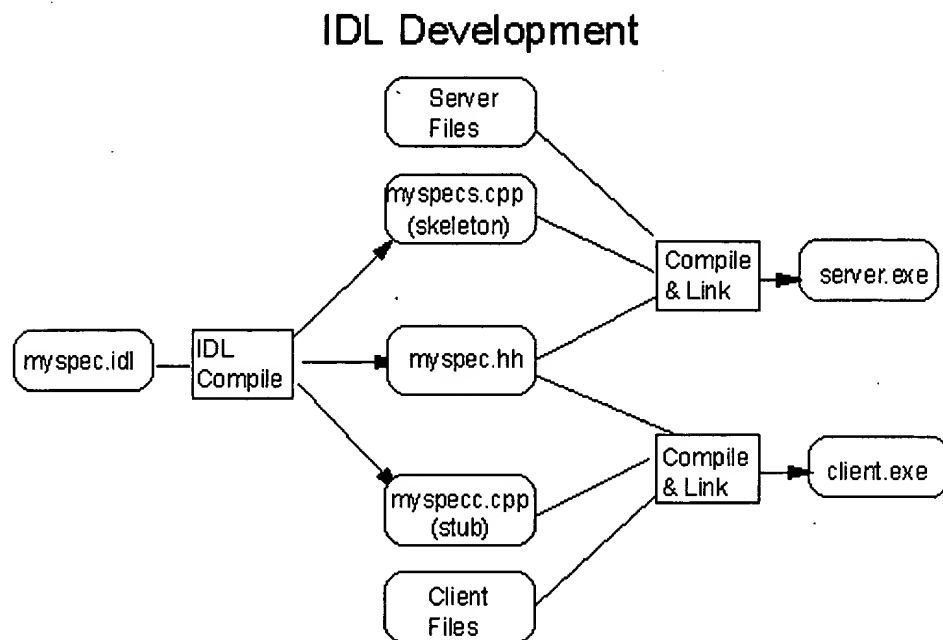 IDL Development
Server
Files
myspecs.cpp
(skeleton)
Compile
& Link
server.exe
myspec.idl
IDL
Compile
myspec.hh
Compile
& Link
client.exe
myspecc.cpp
(stub)
Client
Files